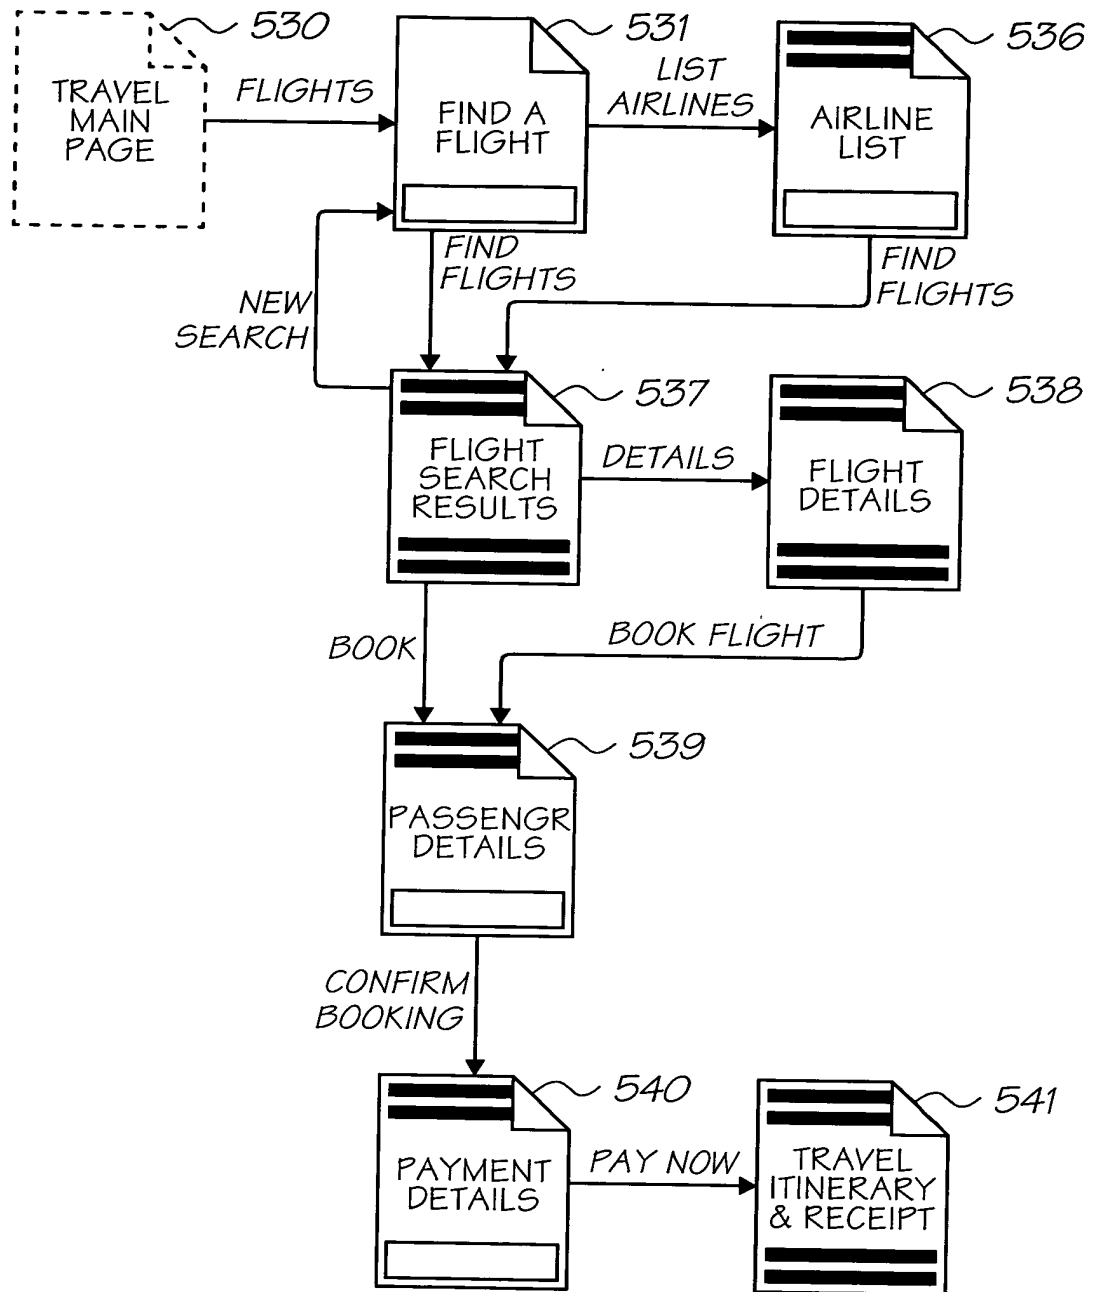 530
TRAVEL
MAIN
PAGE
FLIGHTS
531
FIND A
FLIGHT
LIST
AIRLINES
536
AIRLINE
LIST
FIND
FLIGHTS
FIND
FLIGHTS
NEW
SEARCH
537
FLIGHT
SEARCH
RESULTS
DETAILS
538
FLIGHT
DETAILS
BOOK
BOOK FLIGHT
539
PASSENGR
DETAILS
CONFIRM
BOOKING
540
PAYMENT
DETAILS
PAY NOW
541
TRAVEL
ITINERARY
& RECEIPT